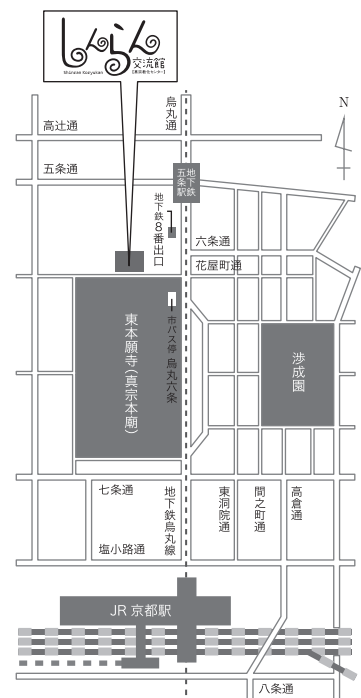 しんらん
交流館
Shinran Koryukan
【真宗教化センター】
烏丸通
N
高辻通
五条通
地下鉄
五条駅
地下鉄8番出口
六条通
花屋町通
市バス停 烏丸六条
東本願寺(真宗本廟)
渉成園
七条通
地下鉄烏丸線
東洞院通
間之町通
高倉通
塩小路通
JR 京都駅
八条通